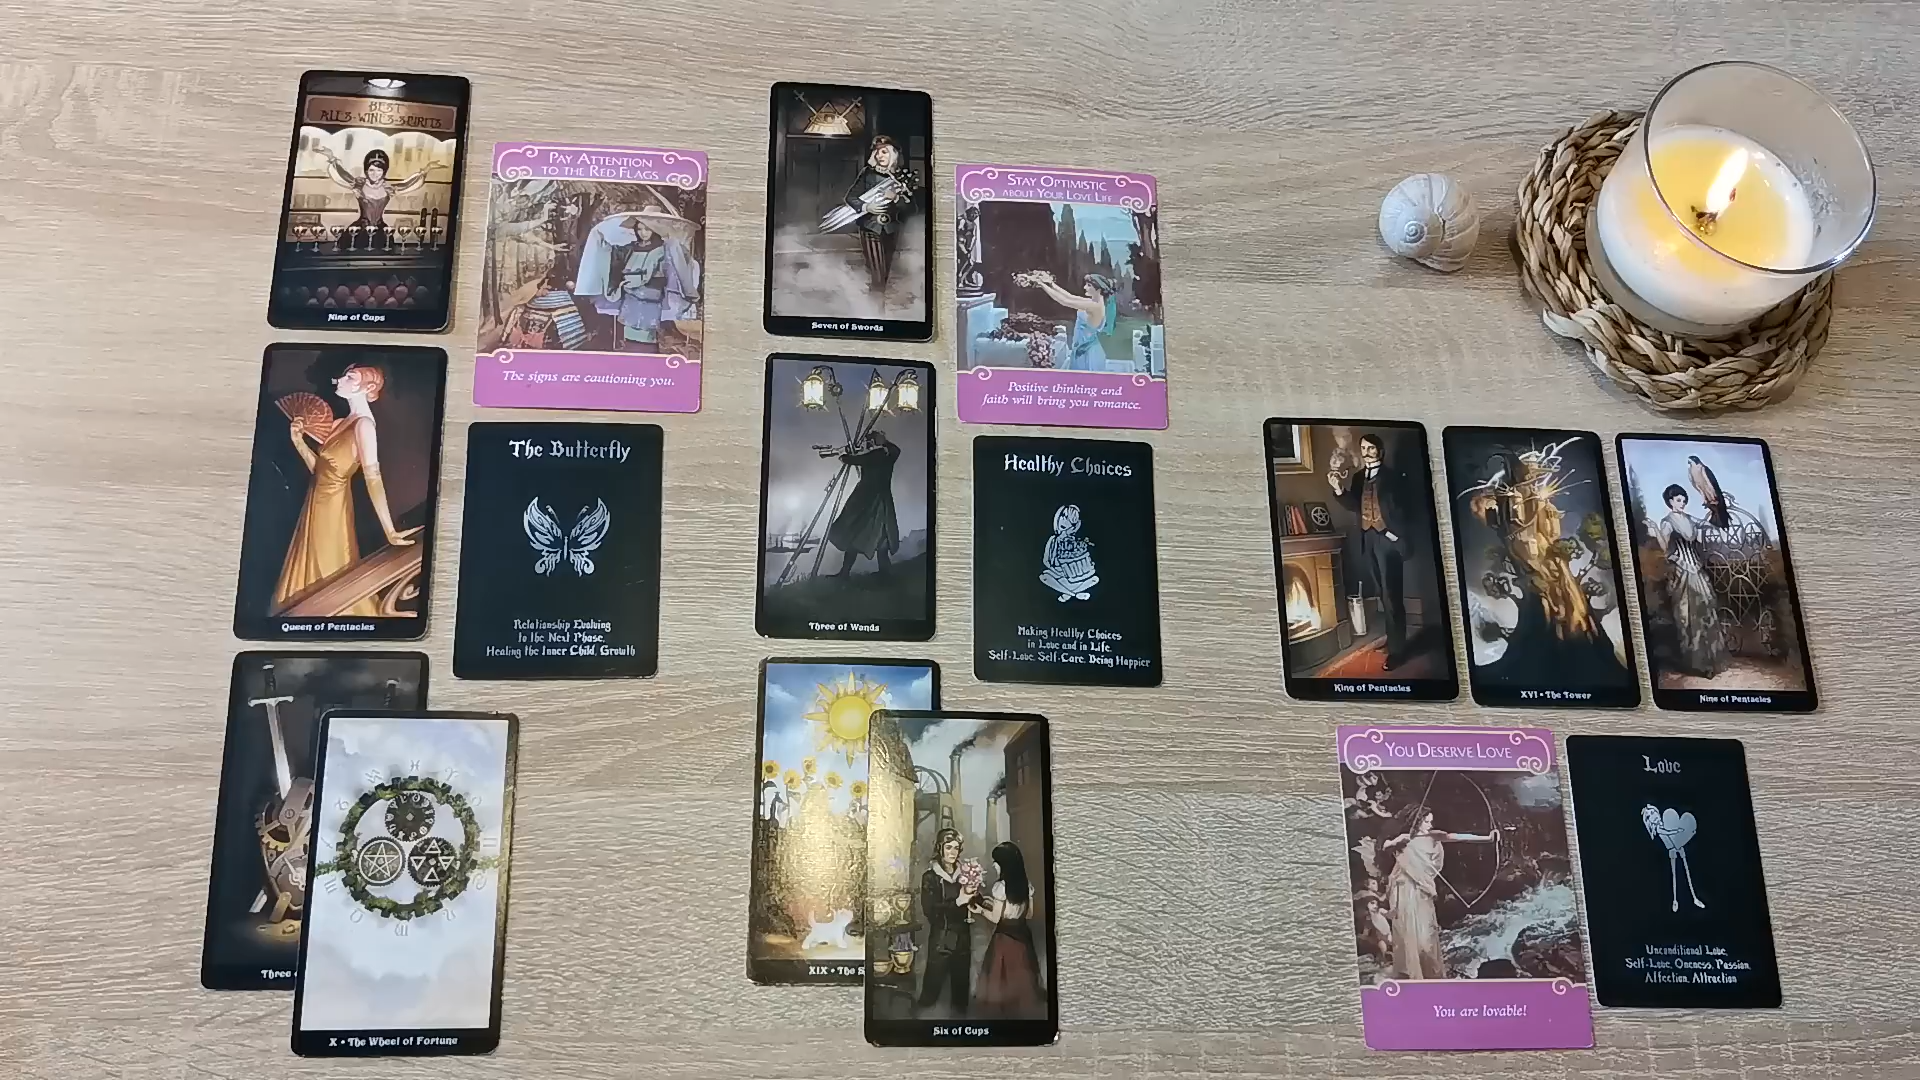 BEST
ALES-WINES-SPIRITS
Nine of Cups
PAY ATTENTION
TO THE RED FLAGS
The signs are cautioning you.
Queen of Pentacles
The Butterfly
Relationship Evolving
to the Next Phase,
Healing the Inner Child, Growth
Three
X • The Wheel of Fortune
Seven of Swords
STAY OPTIMISTIC
ABOUT YOUR LOVE LIFE
Positive thinking and
faith will bring you romance.
Three of Wands
Healthy Choices
Making Healthy Choices
in Love and in Life.
Self-Love, Self-Care, Being Happier
XIX • The S
Six of Cups
King of Pentacles
XVI • The Tower
Nine of Pentacles
YOU DESERVE LOVE
You are lovable!
Love
Unconditional Love,
Self-Love, Oneness, Passion,
Affection, Attraction